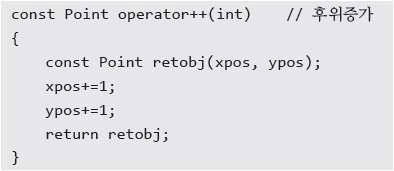 const Point operator++(int)    // 후위증가
{
    const Point retobj(xpos, ypos);
    xpos+=1;
    ypos+=1;
    return retobj;
}